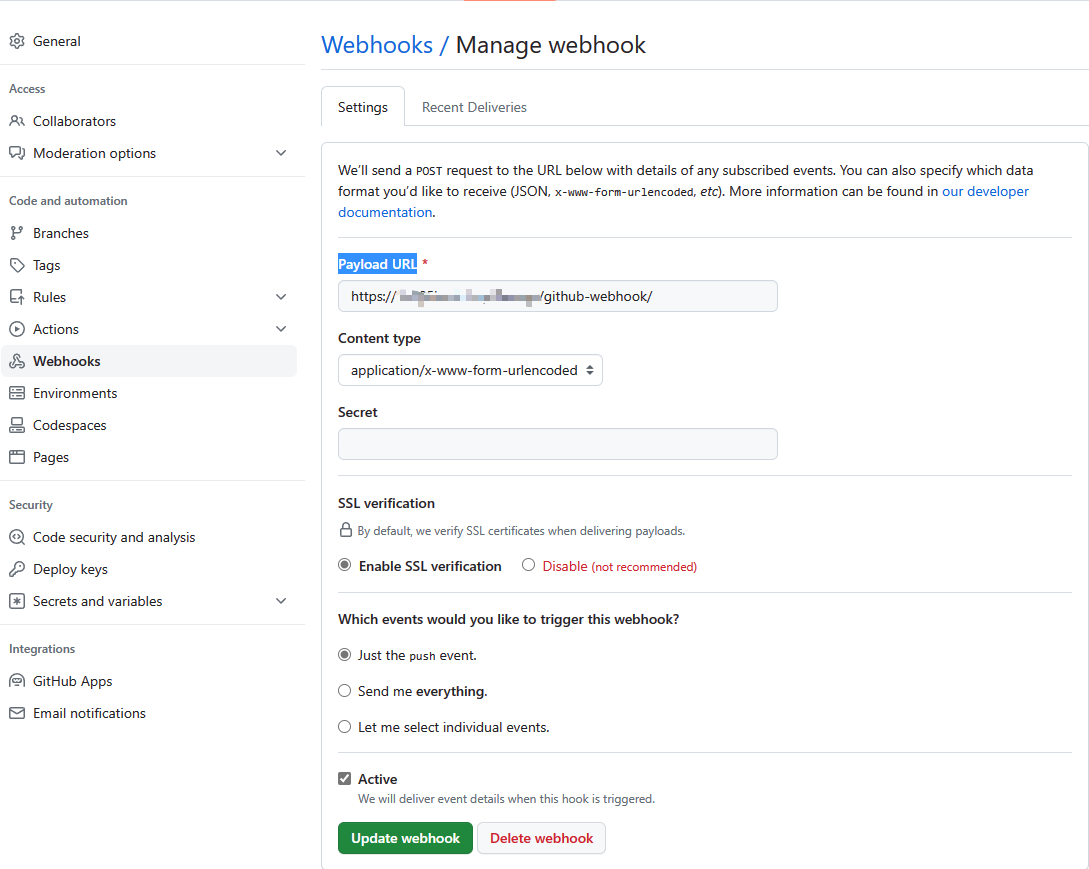 General
Access
Collaborators
Moderation options
Code and automation
Branches
Tags
Rules
Actions
Webhooks
Environments
Codespaces
Pages
Security
Code security and analysis
Deploy keys
Secrets and variables
Integrations
GitHub Apps
Email notifications
Webhooks / Manage webhook
Settings Recent Deliveries
We’ll send a POST request to the URL below with details of any subscribed events. You can also specify which data
format you’d like to receive (JSON, x-www-form-urlencoded, etc). More information can be found in our developer
documentation.
Payload URL *
https:// /github-webhook/
Content type
application/x-www-form-urlencoded
Secret
SSL verification
By default, we verify SSL certificates when delivering payloads.
Enable SSL verification Disable (not recommended)
Which events would you like to trigger this webhook?
Just the push event.
Send me everything.
Let me select individual events.
Active
We will deliver event details when this hook is triggered.
Update webhook Delete webhook